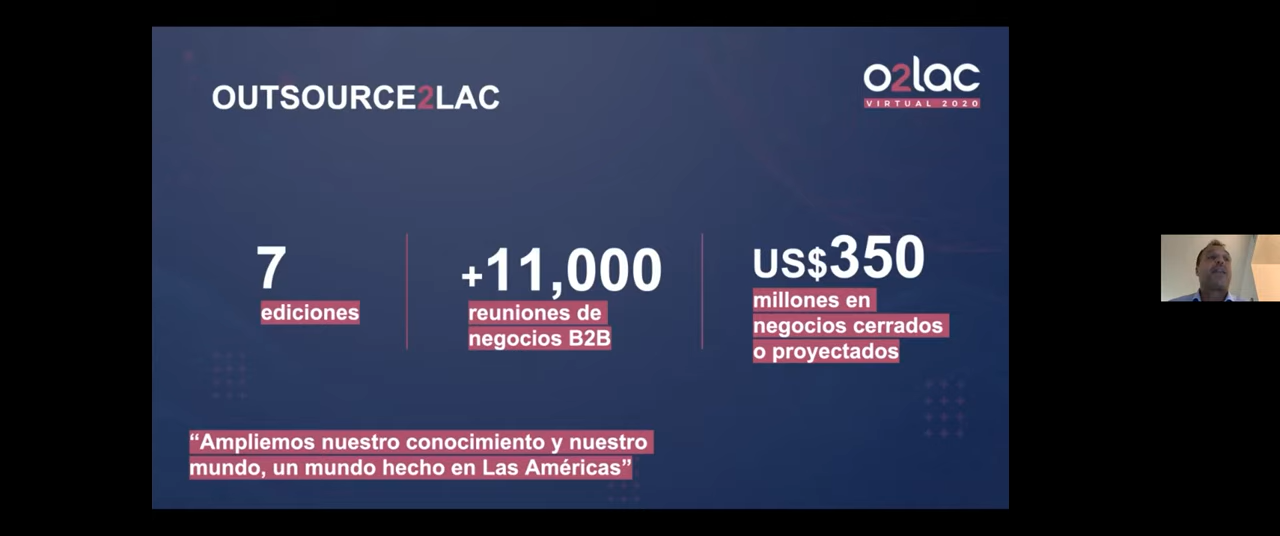 OUTSOURCE2LAC
o2lac
VIRTUAL 2020
7
ediciones
+11,000
reuniones de
negocios B2B
US$350
millones en
negocios cerrados
o proyectados
“Ampliemos nuestro conocimiento y nuestro
mundo, un mundo hecho en Las Américas”